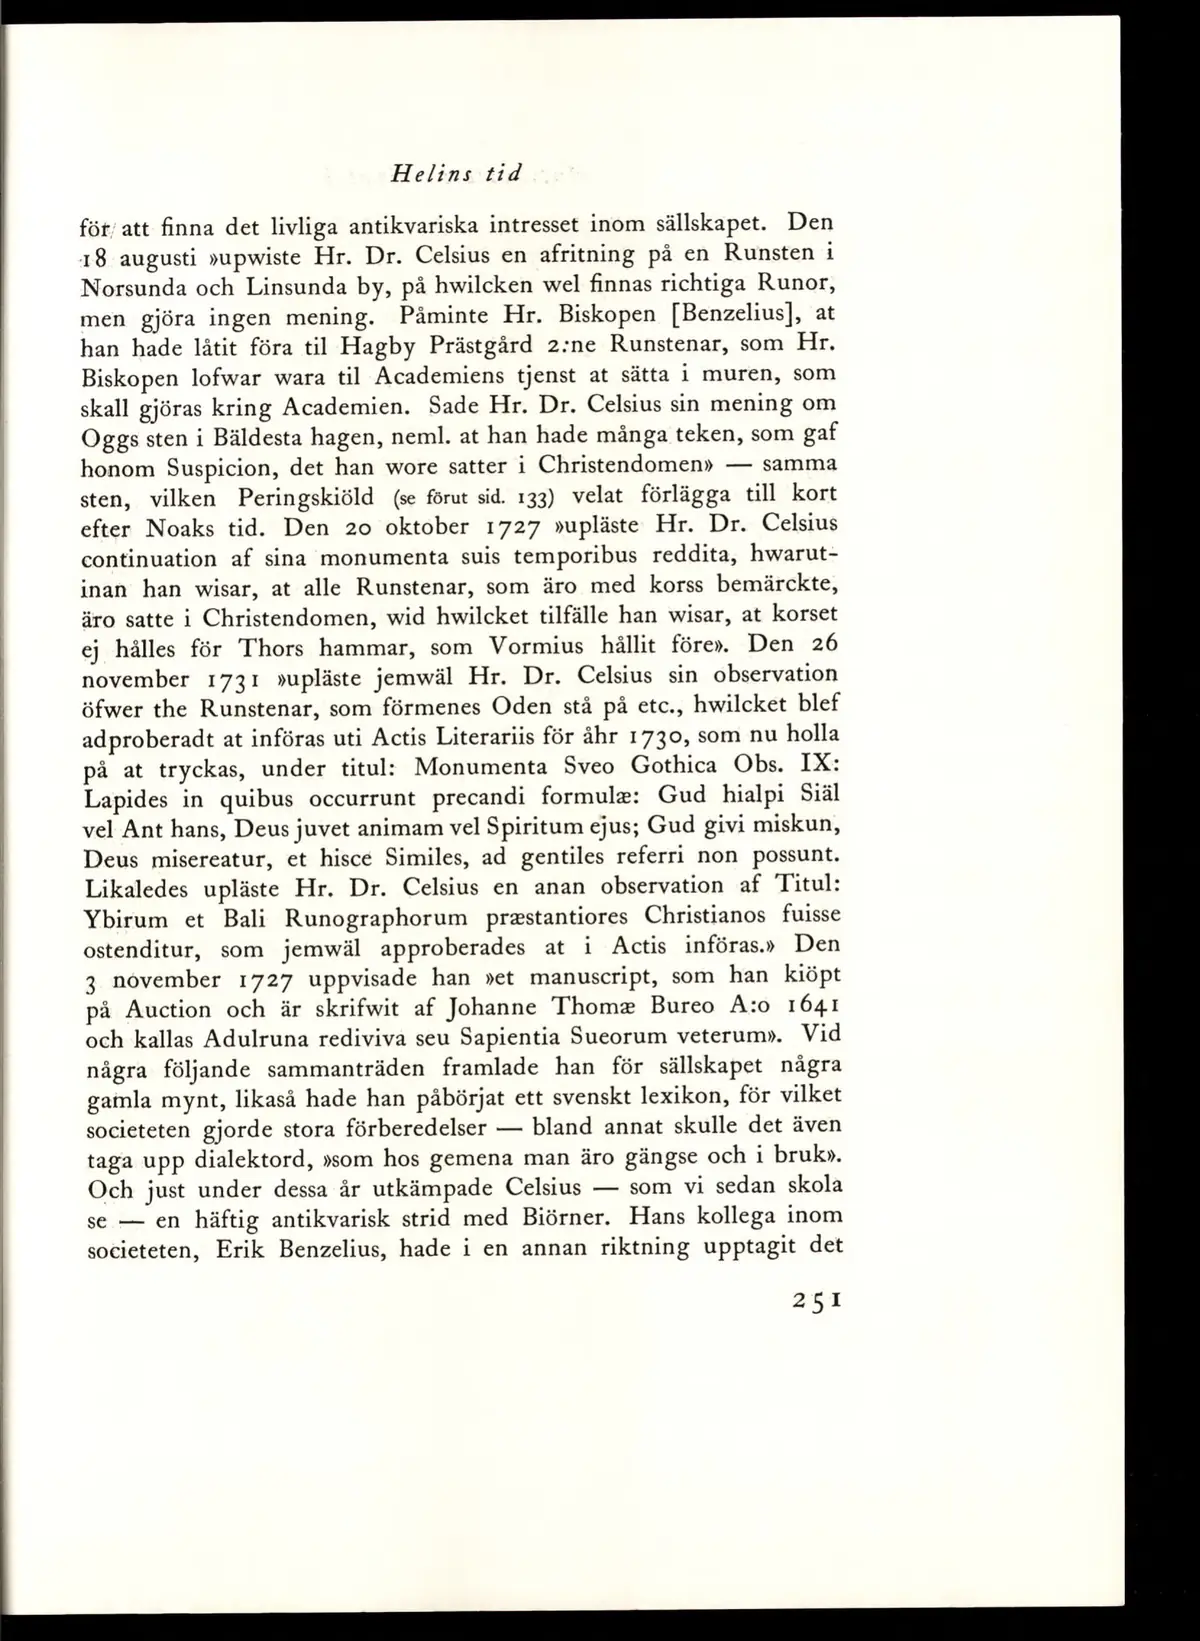 Helins tid
för att finna det livliga antikvariska intresset inom sällskapet. Den
18 augusti »upwiste Hr. Dr. Celsius en afritning på en Runsten i
Norsunda och Linsunda by, på hwilcken wel finnas richtiga Runor,
men gjöra ingen mening. Påminte Hr. Biskopen [Benzelius], at
han hade låtit föra til Hagby Prästgård 2:ne Runstenar, som Hr.
Biskopen lofwar wara til Academiens tjenst at sätta i muren, som
skall gjöras kring Academien. Sade Hr. Dr. Celsius sin mening om
Oggs sten i Bäldesta hagen, neml. at han hade många teken, som gaf
honom Suspicion, det han wore satter i Christendomen» — samma
sten, vilken Peringskiöld (se förut sid. 133) velat förlägga till kort
efter Noaks tid. Den 20 oktober 1727 »upläste Hr. Dr. Celsius
continuation af sina monumenta suis temporibus reddita, hwarut-
inan han wisar, at alle Runstenar, som äro med korss bemärckte,
äro satte i Christendomen, wid hwilcket tilfälle han wisar, at korset
ej hålles för Thors hammar, som Vormius hållit före». Den 26
november 1731 »upläste jemwäl Hr. Dr. Celsius sin observation
öfwer the Runstenar, som förmenes Oden stå på etc., hwilcket blef
adproberadt at införas uti Actis Literariis för åhr 1730, som nu holla
på at tryckas, under titul: Monumenta Sveo Gothica Obs. IX:
Lapides in quibus occurrunt precandi formulæ: Gud hialpi Siäl
vel Ant hans, Deus juvet animam vel Spiritum ejus; Gud givi miskun,
Deus misereatur, et hisce Similes, ad gentiles referri non possunt.
Likaledes upläste Hr. Dr. Celsius en anan observation af Titul:
Ybirum et Bali Runographorum præstantiores Christianos fuisse
ostenditur, som jemwäl approberades at i Actis införas.» Den
3 november 1727 uppvisade han »et manuscript, som han kiöpt
på Auction och är skrifwit af Johanne Thomæ Bureo A:o 1641
och kallas Adulruna rediviva seu Sapientia Sueorum veterum». Vid
några följande sammanträden framlade han för sällskapet några
gamla mynt, likaså hade han påbörjat ett svenskt lexikon, för vilket
societeten gjorde stora förberedelser — bland annat skulle det även
taga upp dialektord, »som hos gemena man äro gängse och i bruk».
Och just under dessa år utkämpade Celsius — som vi sedan skola
se — en häftig antikvarisk strid med Biörner. Hans kollega inom
societeten, Erik Benzelius, hade i en annan riktning upptagit det
251